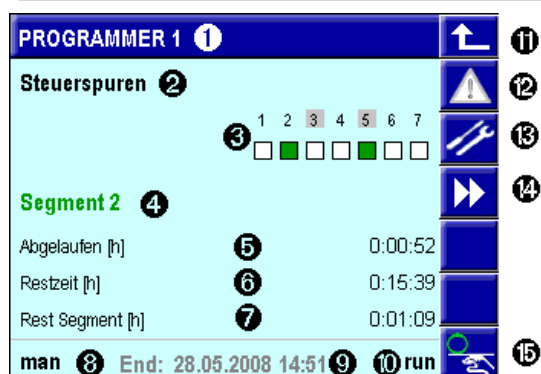 PROGRAMMER 1 1
11
Steuerspuren 2
12
1 2 3 4 5 6 7
3
13
Segment 2 4
14
Abgelaufen [h] 5 0:00:52
Restzeit [h] 6 0:15:39
Rest Segment [h] 7 0:01:09
man 8 End: 28.05.2008 14:51 9 10 run
15